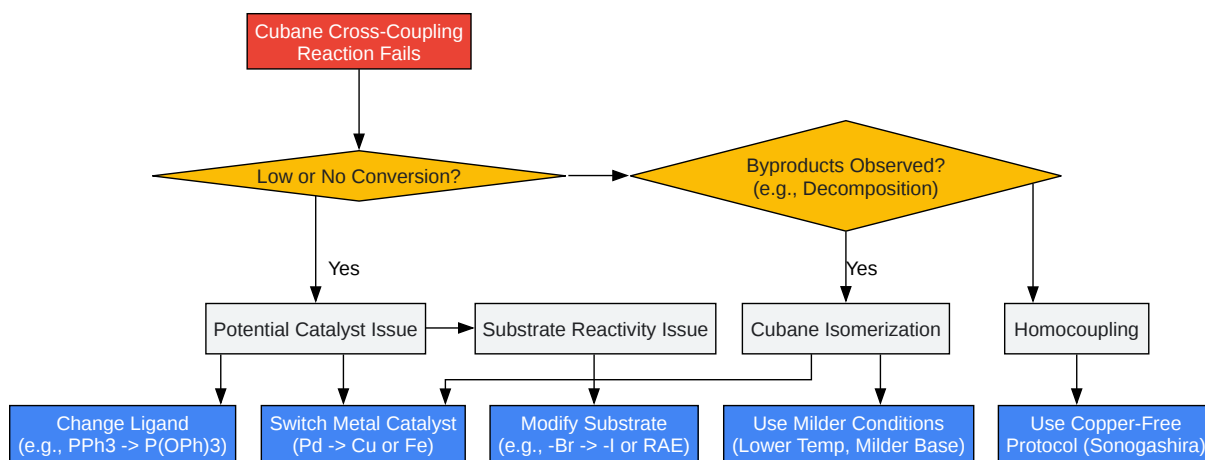 Cubane Cross-Coupling
Reaction Fails
Low or No Conversion?
Byproducts Observed?
(e.g., Decomposition)
Yes
Yes
Potential Catalyst Issue
Substrate Reactivity Issue
Cubane Isomerization
Homocoupling
Change Ligand
(e.g., PPh3 -> P(OPh)3)
Switch Metal Catalyst
(Pd -> Cu or Fe)
Modify Substrate
(e.g., -Br -> -I or RAE)
Use Milder Conditions
(Lower Temp, Milder Base)
Use Copper-Free
Protocol (Sonogashira)